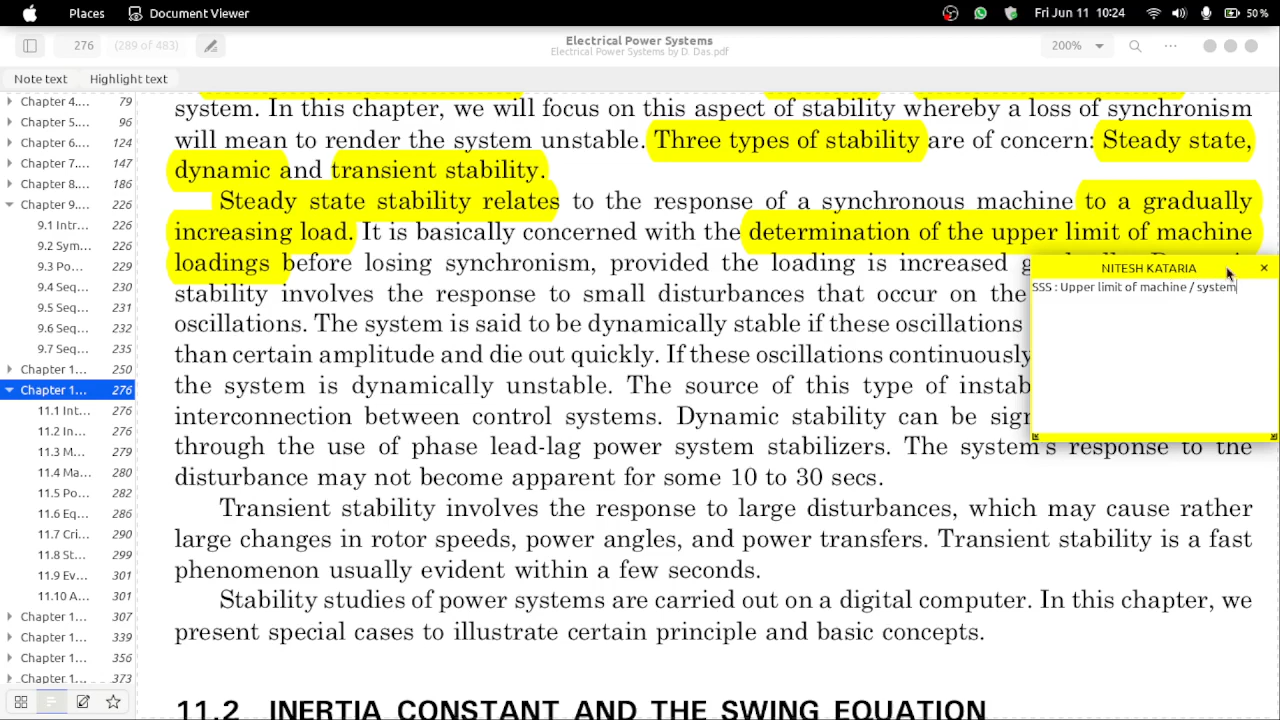 Places Document Viewer Fri Jun 11 10:24 50 %
276 (289 of 483) Electrical Power Systems 200%
Electrical Power Systems by D. Das.pdf
Note text Highlight text
Chapter 4.... 79
Chapter 5.... 96
Chapter 6.... 124
Chapter 7.... 147
Chapter 8.... 186
Chapter 9.... 226
9.1 Intr... 226
9.2 Sym... 226
9.3 Po... 229
9.4 Seq... 230
9.5 Seq... 231
9.6 Seq... 232
9.7 Seq... 235
Chapter 1... 250
Chapter 1... 276
11.1 Int... 276
11.2 In... 276
11.3 M... 279
11.4 Ma... 280
11.5 Po... 282
11.6 Eq... 286
11.7 Cri... 290
11.8 St... 299
11.9 Ev... 301
11.10 A... 301
Chapter 1... 307
Chapter 1... 339
Chapter 1... 356
Chapter 1... 373
system. In this chapter, we will focus on this aspect of stability whereby a loss of synchronism
will mean to render the system unstable. Three types of stability are of concern: Steady state,
dynamic and transient stability.
Steady state stability relates to the response of a synchronous machine to a gradually
increasing load. It is basically concerned with the determination of the upper limit of machine
loadings before losing synchronism, provided the loading is increased
stability involves the response to small disturbances that occur on the
oscillations. The system is said to be dynamically stable if these oscillations
than certain amplitude and die out quickly. If these oscillations continuously
the system is dynamically unstable. The source of this type of instab
interconnection between control systems. Dynamic stability can be sign
through the use of phase lead-lag power system stabilizers. The system's response to the
disturbance may not become apparent for some 10 to 30 secs.
Transient stability involves the response to large disturbances, which may cause rather
large changes in rotor speeds, power angles, and power transfers. Transient stability is a fast
phenomenon usually evident within a few seconds.
Stability studies of power systems are carried out on a digital computer. In this chapter, we
present special cases to illustrate certain principle and basic concepts.
11.2 INERTIA CONSTANT AND THE SWING EQUATION
NITESH KATARIA
SSS : Upper limit of machine / system